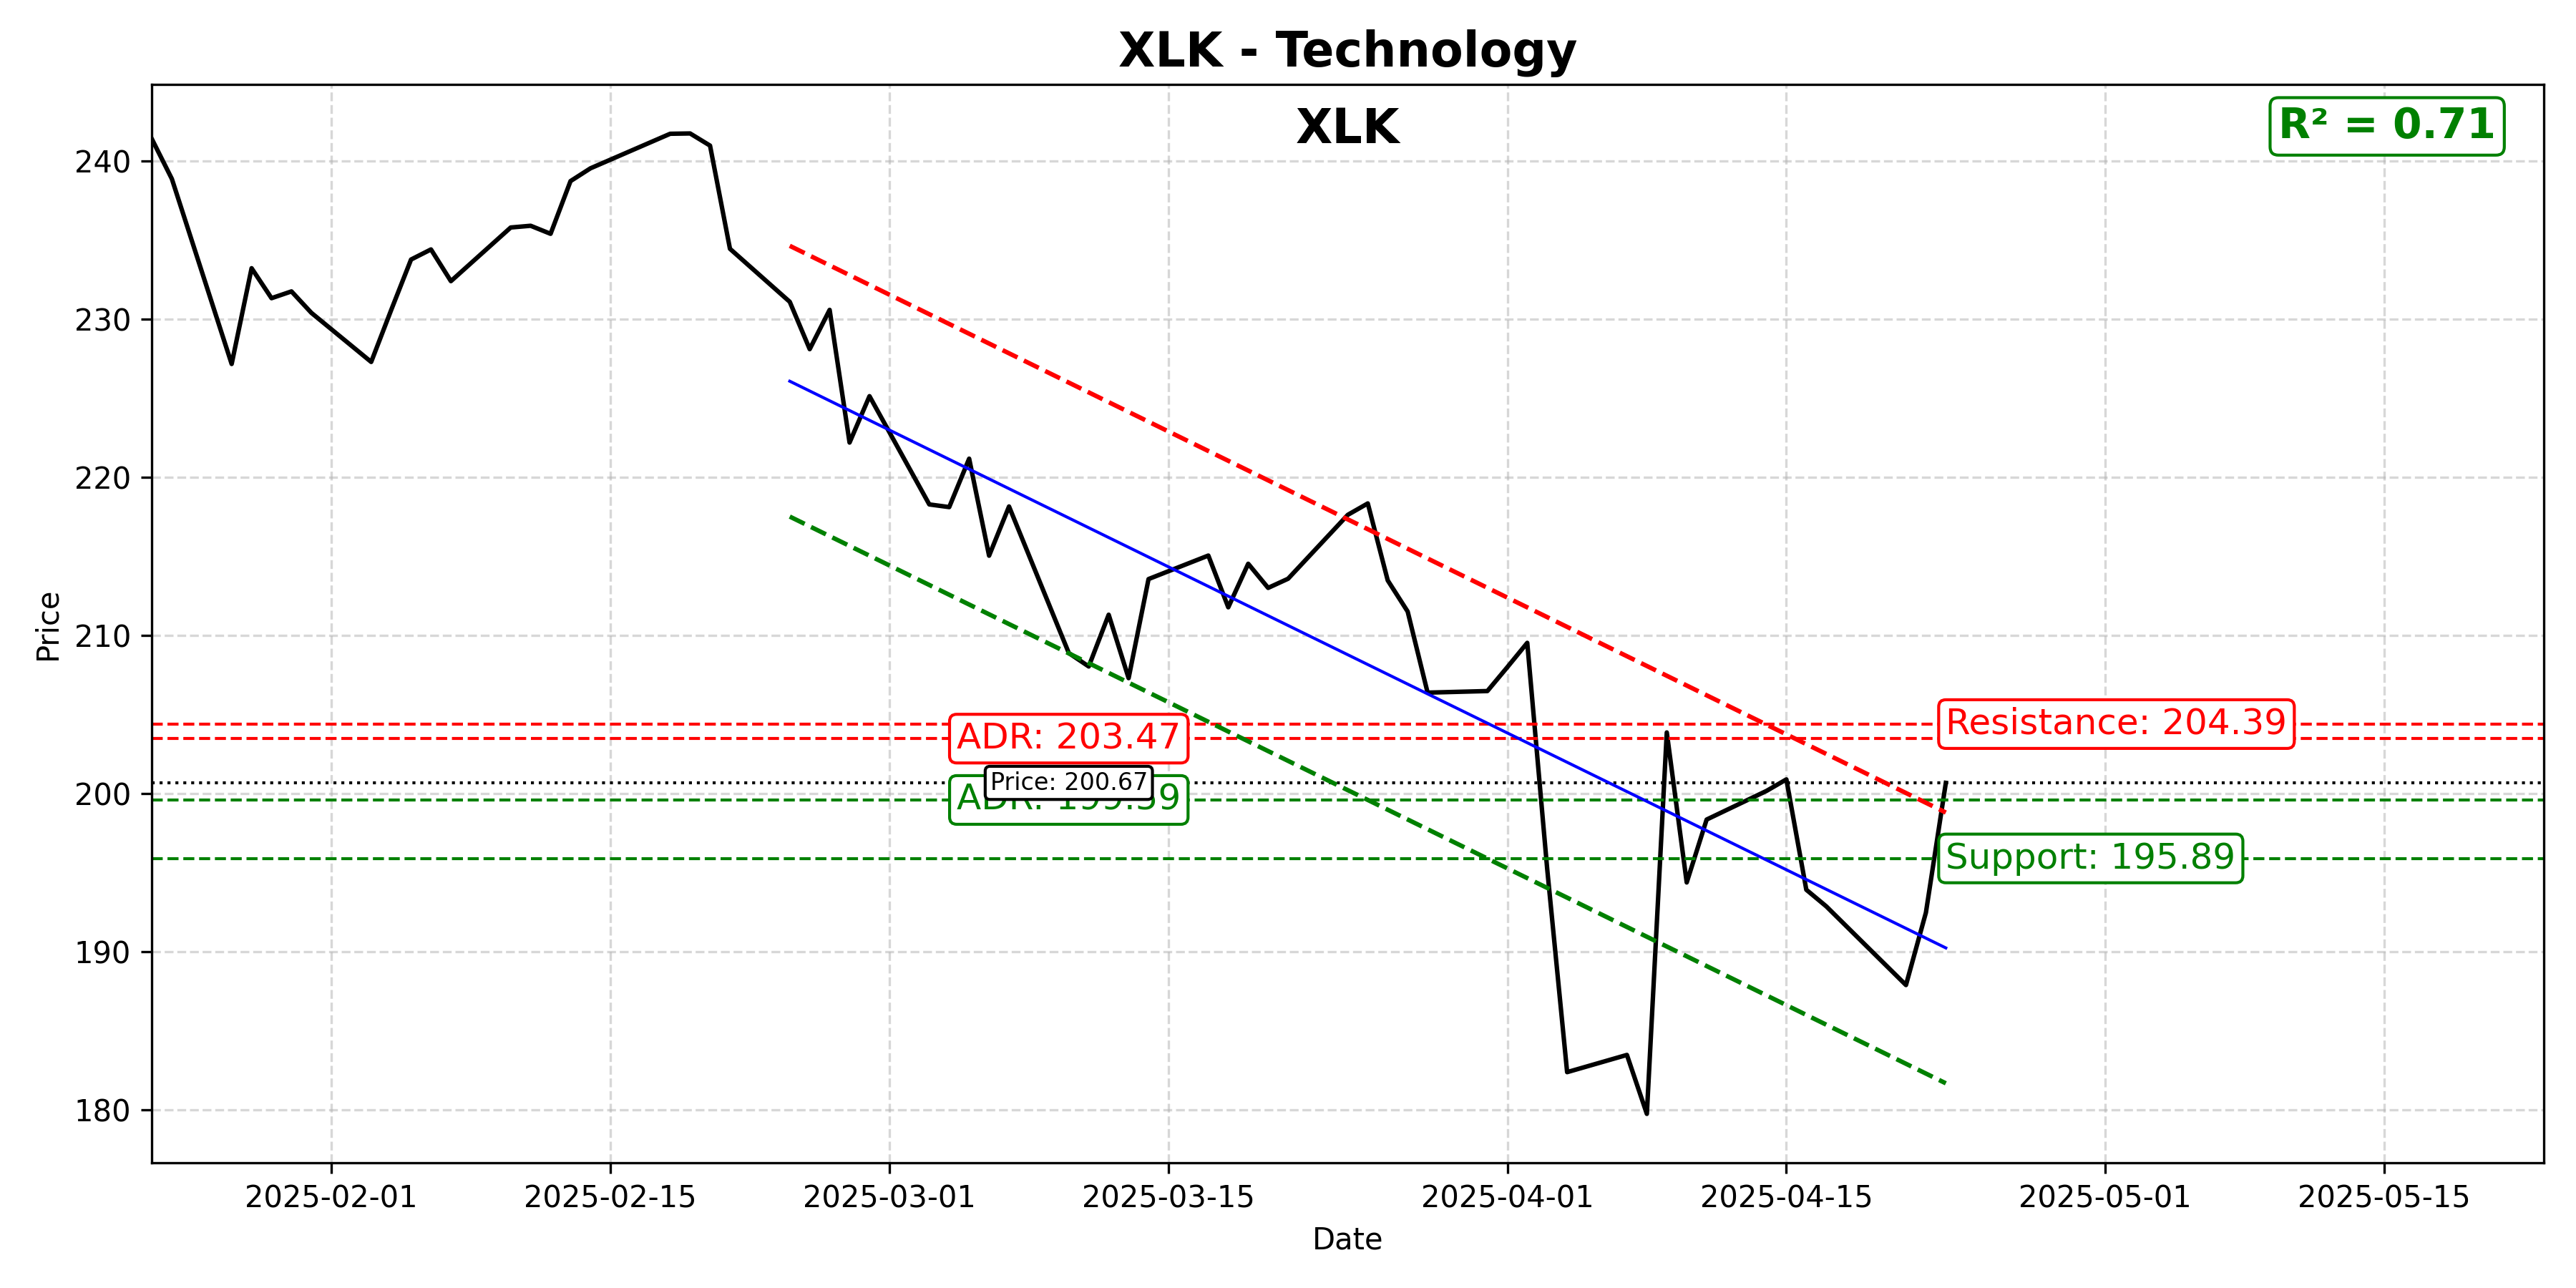 XLK - Technology
XLK
R² = 0.71
240
230
220
210
200
190
180
Price
ADR: 203.47
Price: 200.67
Resistance: 204.39
Support: 195.89
2025-02-01
2025-02-15
2025-03-01
2025-03-15
2025-04-01
2025-04-15
2025-05-01
2025-05-15
Date